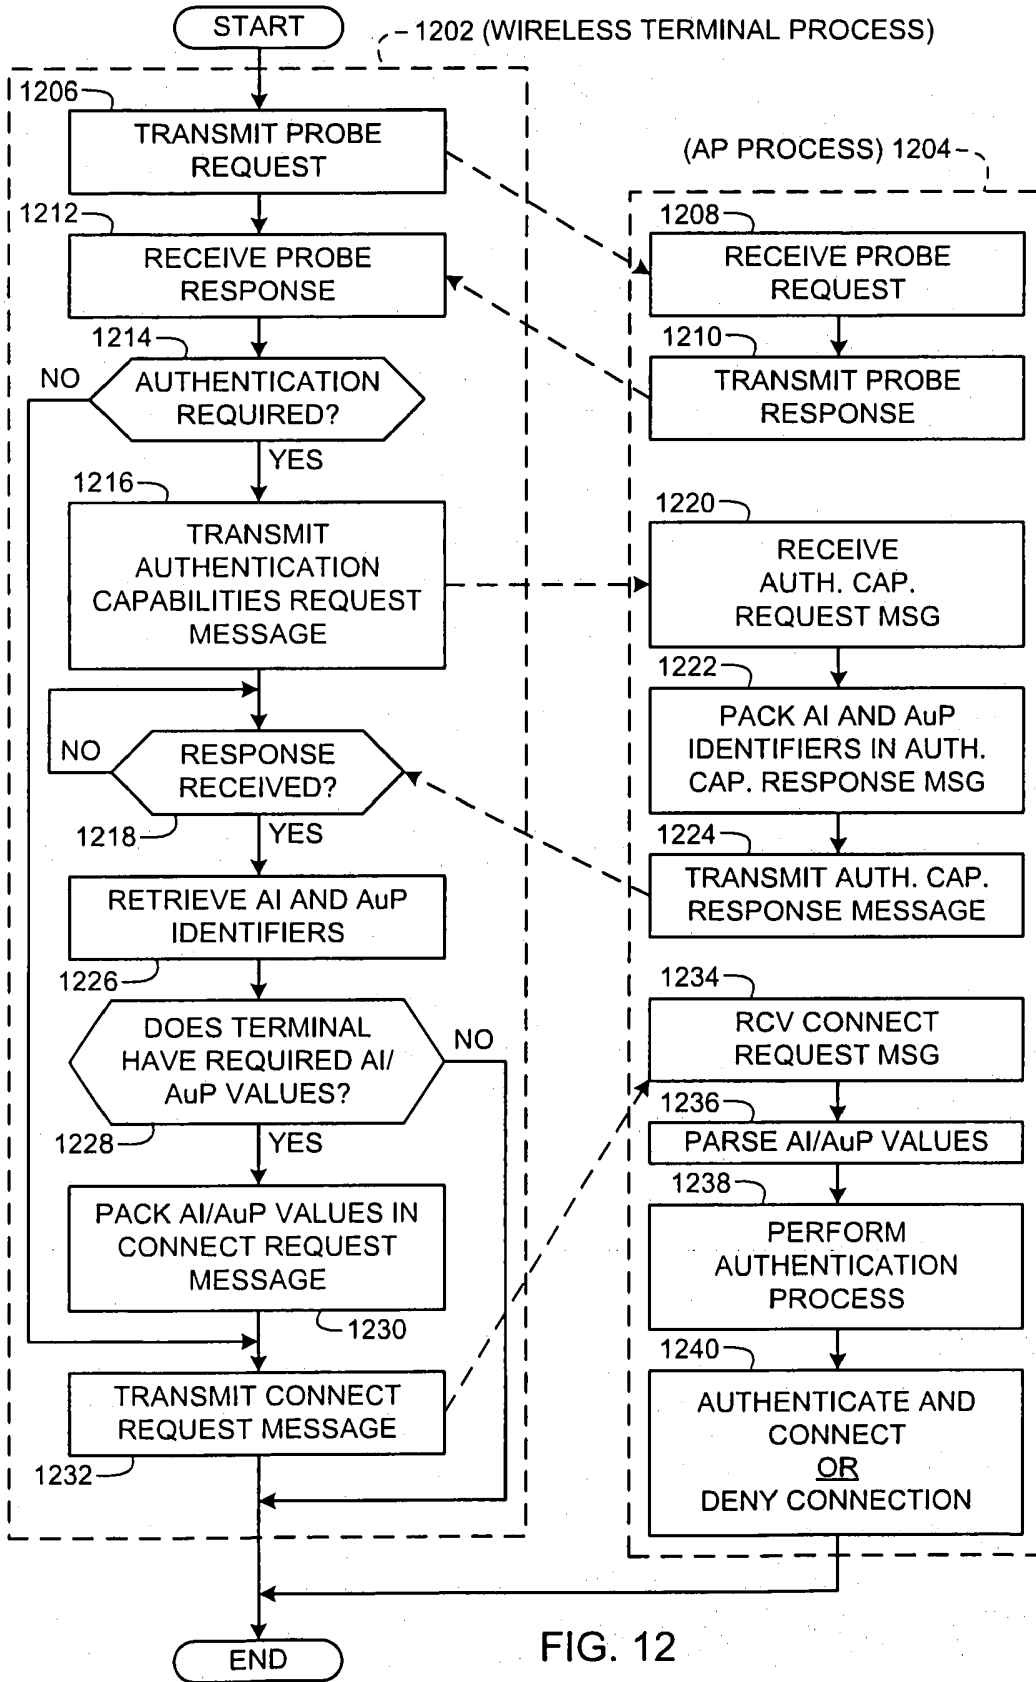 START
1202 (WIRELESS TERMINAL PROCESS)
1206
TRANSMIT PROBE
REQUEST
1212
RECEIVE PROBE
RESPONSE
1214
NO
AUTHENTICATION
REQUIRED?
YES
1216
TRANSMIT
AUTHENTICATION
CAPABILITIES REQUEST
MESSAGE
NO
RESPONSE
RECEIVED?
1218
YES
RETRIEVE AI AND AuP
IDENTIFIERS
1226
DOES TERMINAL
HAVE REQUIRED AI/
AuP VALUES?
NO
1228
YES
PACK AI/AuP VALUES IN
CONNECT REQUEST
MESSAGE
1230
TRANSMIT CONNECT
REQUEST MESSAGE
1232
END
(AP PROCESS) 1204
1208
RECEIVE PROBE
REQUEST
1210
TRANSMIT PROBE
RESPONSE
1220
RECEIVE
AUTH. CAP.
REQUEST MSG
1222
PACK AI AND AuP
IDENTIFIERS IN AUTH.
CAP. RESPONSE MSG
1224
TRANSMIT AUTH. CAP.
RESPONSE MESSAGE
1234
RCV CONNECT
REQUEST MSG
1236
PARSE AI/AuP VALUES
1238
PERFORM
AUTHENTICATION
PROCESS
1240
AUTHENTICATE AND
CONNECT
OR
DENY CONNECTION
FIG. 12